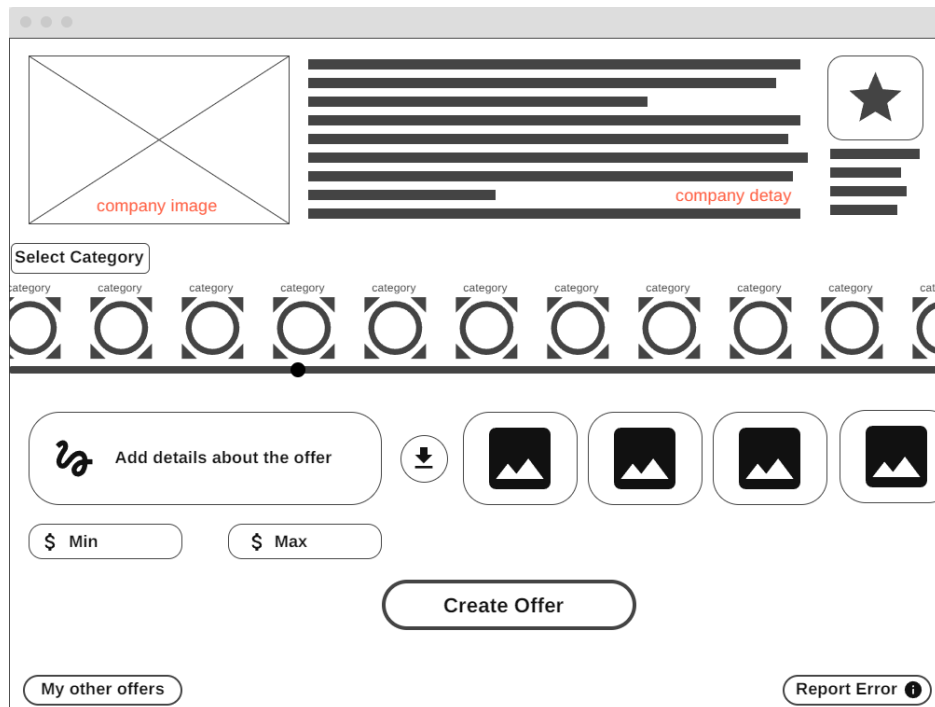 company image
company detay
Select Category
category category category category category category category category category category cat
Add details about the offer
$ Min $ Max
Create Offer
My other offers Report Error